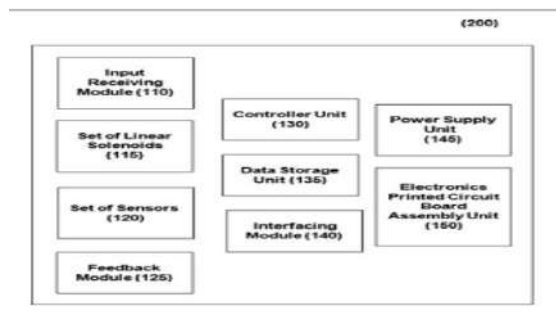 (200)
Input
Receiving
Module (110)
Set of Linear
Solenoids
(115)
Set of Sensors
(120)
Feedback
Module (125)
Controller Unit
(130)
Data Storage
Unit (135)
Interfacing
Module (140)
Power Supply
Unit
(145)
Electronics
Printed Circuit
Board
Assembly Unit
(150)